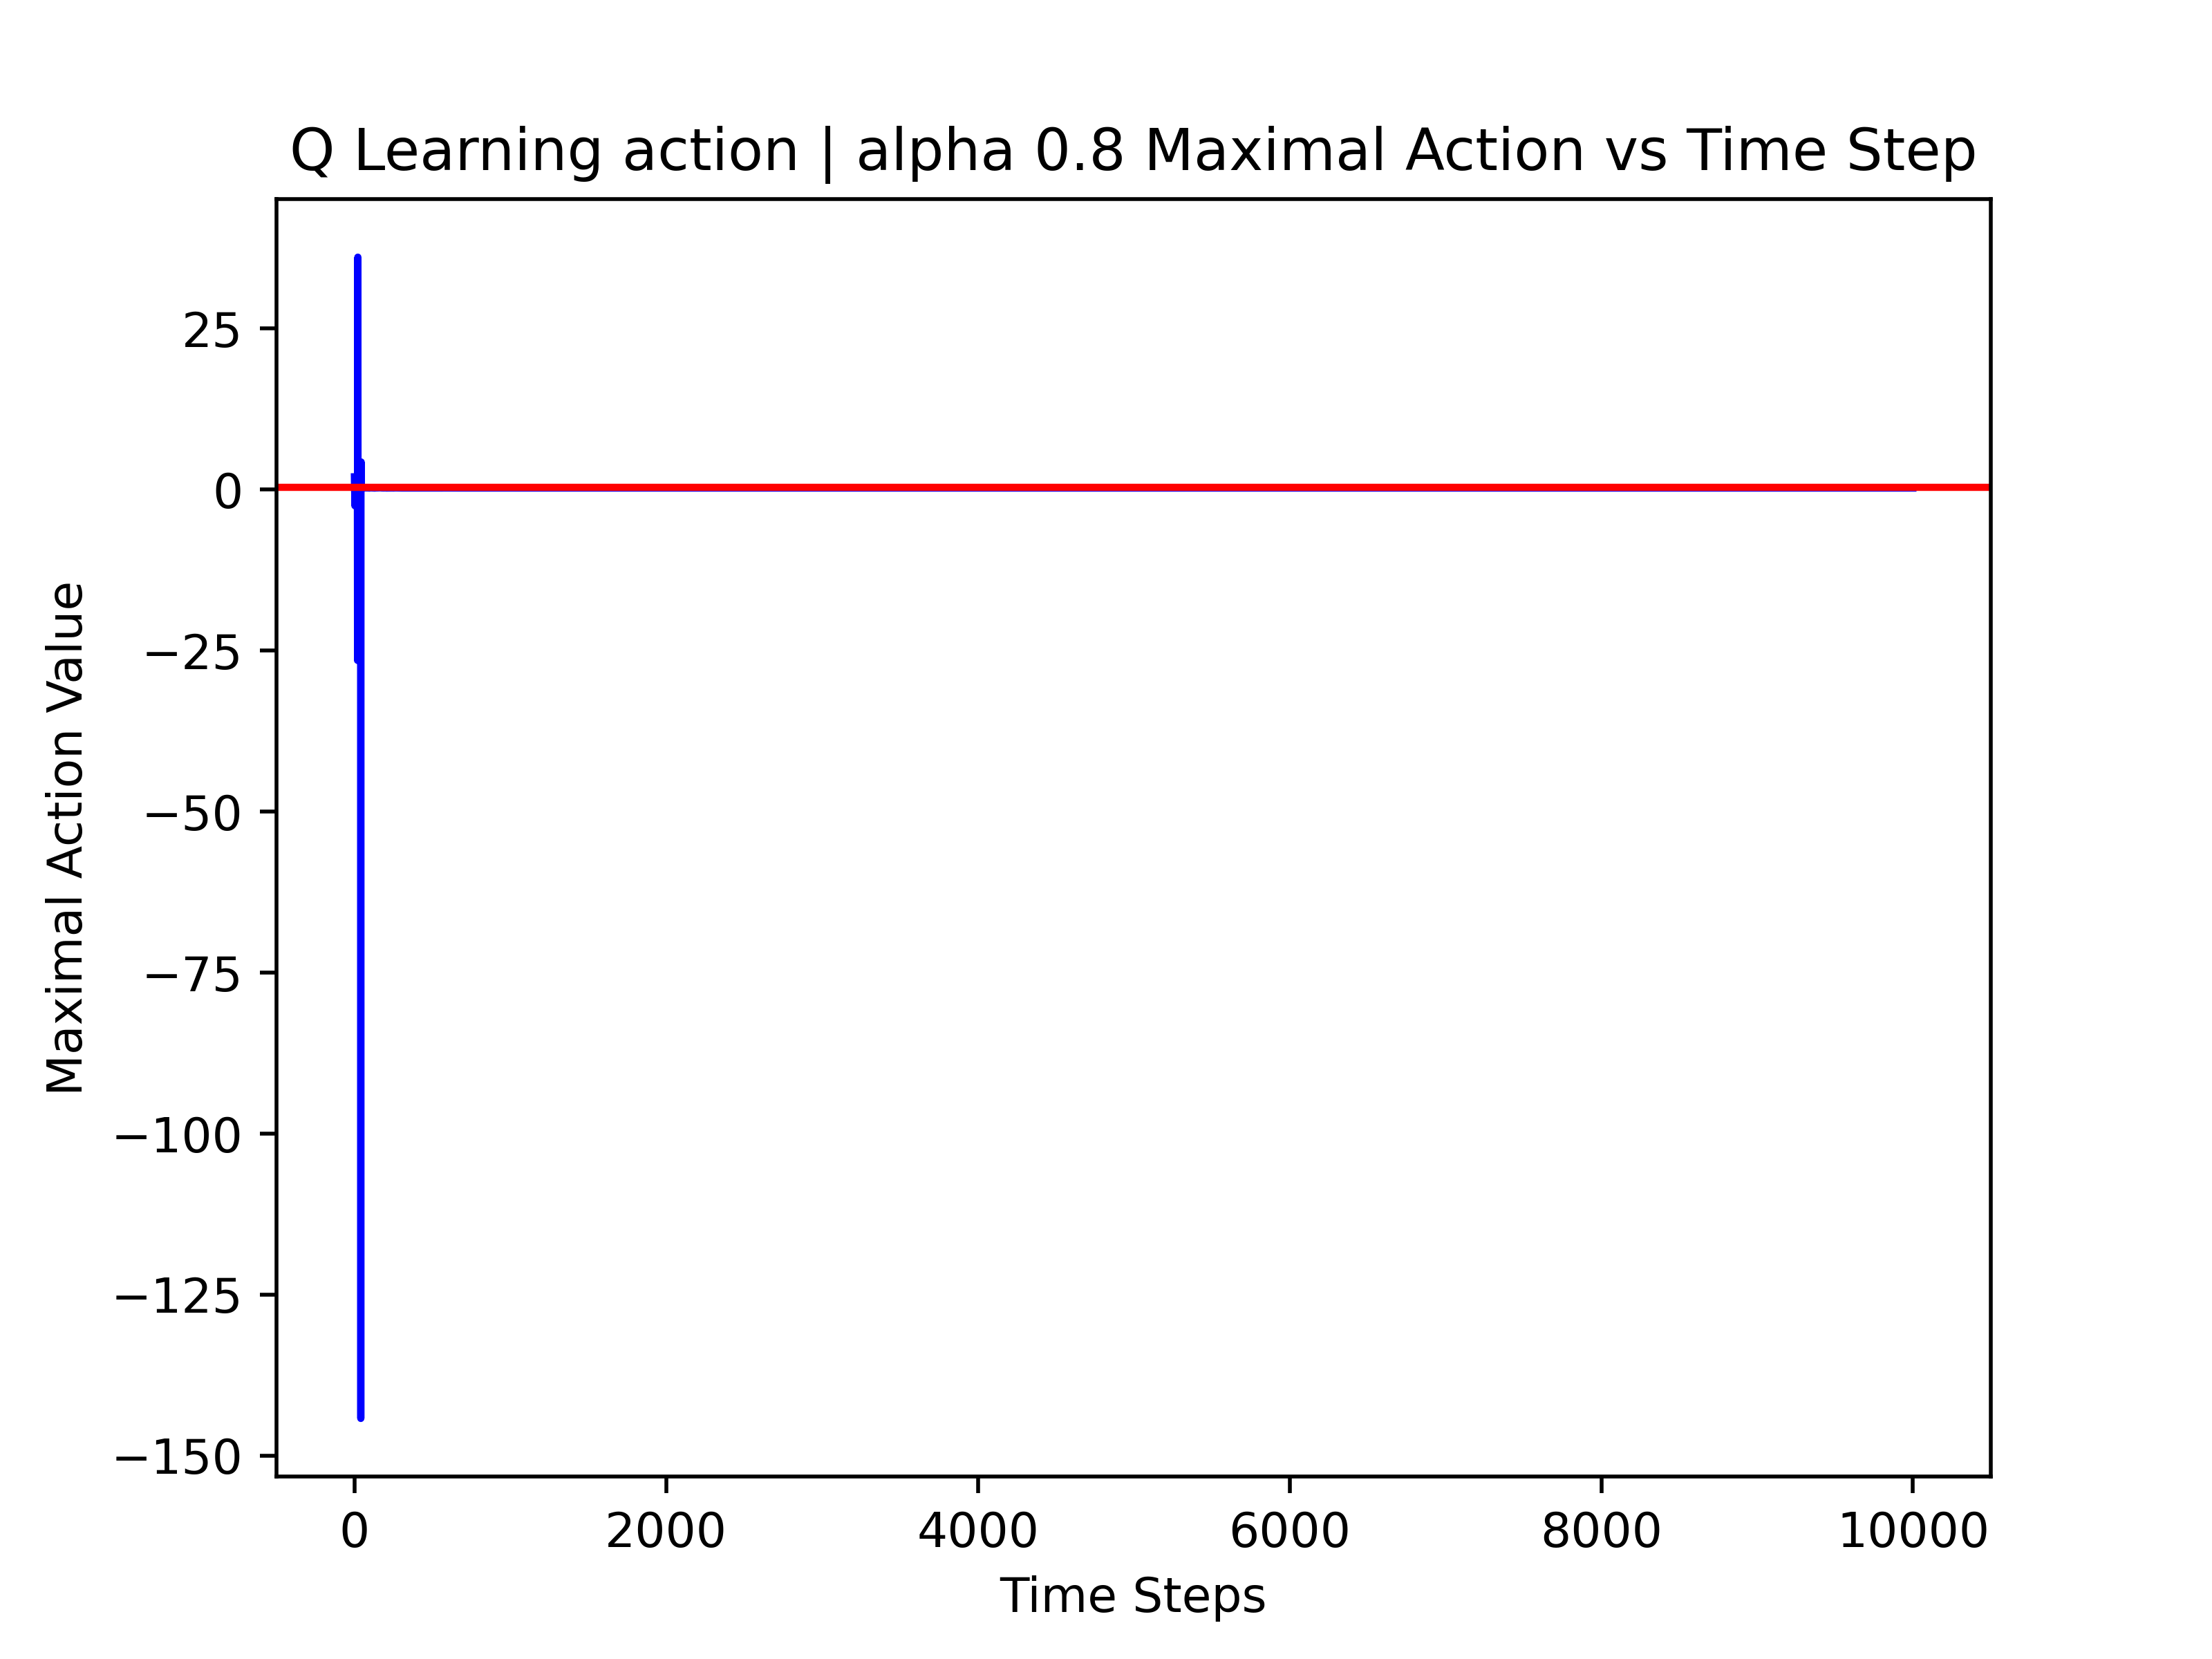 Q Learning action | alpha 0.8 Maximal Action vs Time Step
Maximal Action Value
25
0
−25
−50
−75
−100
−125
−150
0 2000 4000 6000 8000 10000
Time Steps